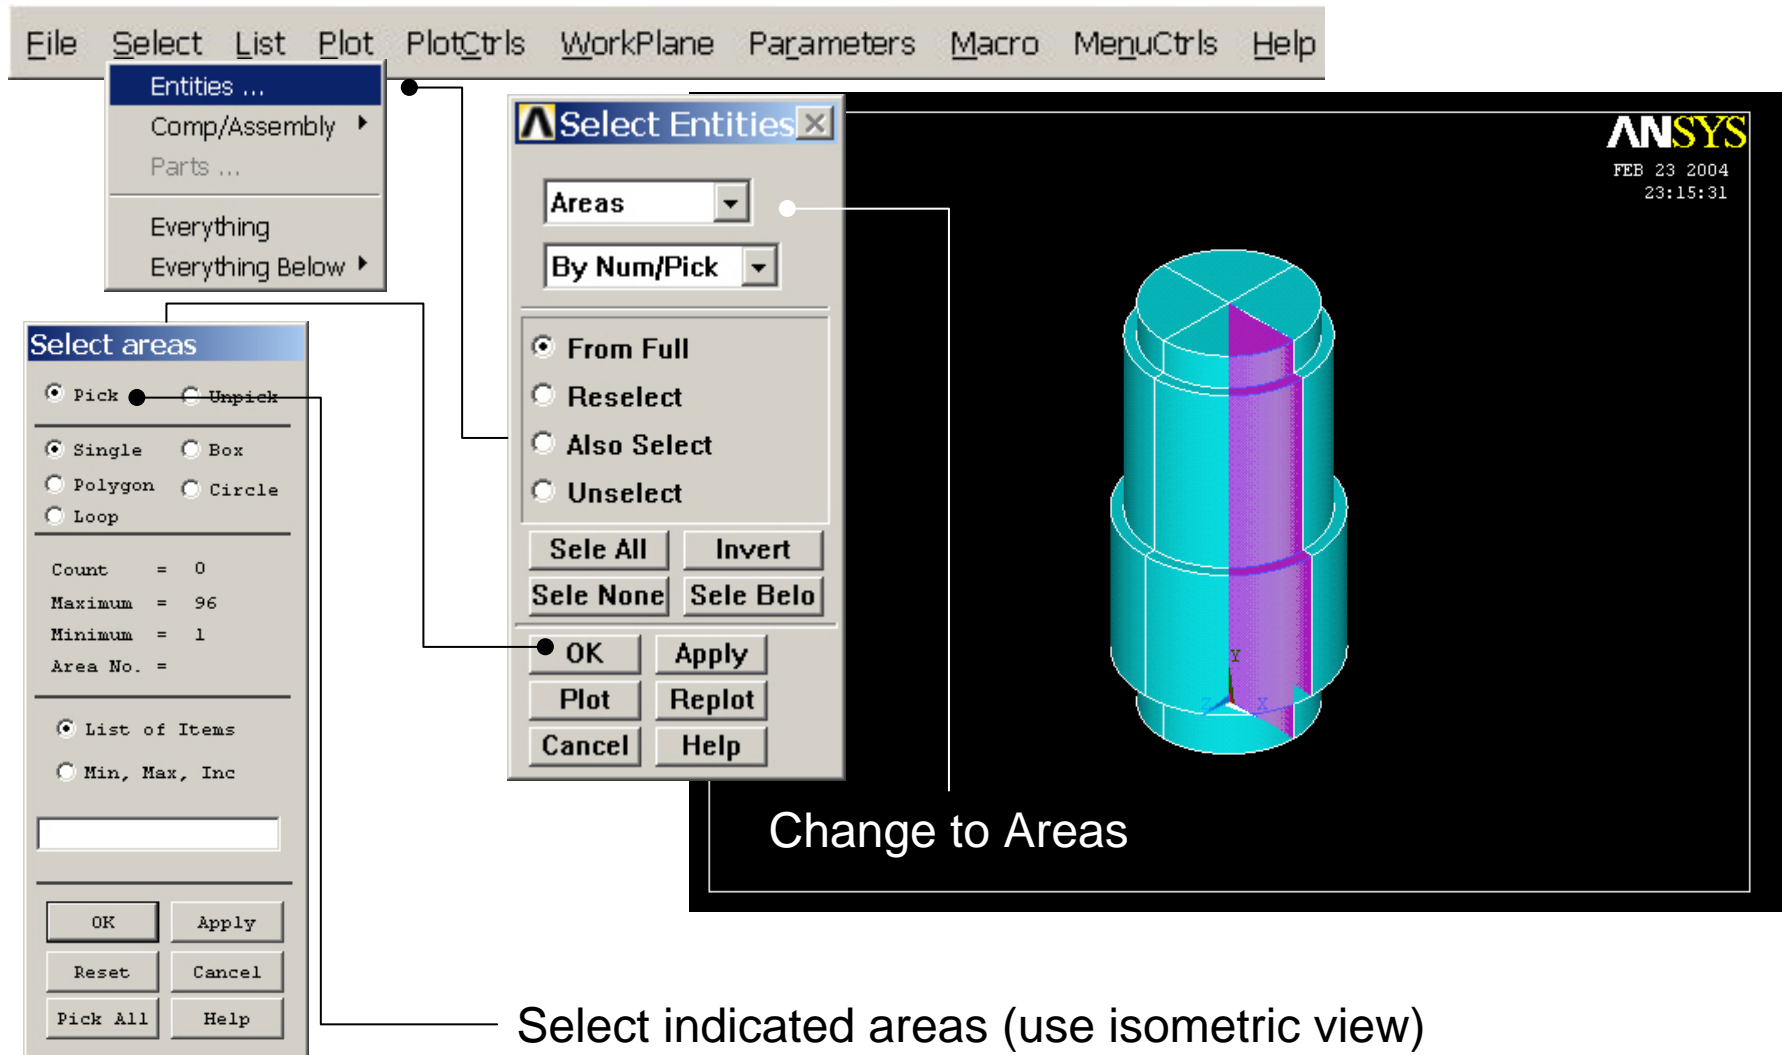 File Select List Plot PlotCtrls WorkPlane Parameters Macro MenuCtrls Help
Entities ...
Comp/Assembly
Parts ...
Everything
Everything Below
Select Entities
Areas
By Num/Pick
From Full
Reselect
Also Select
Unselect
Sele All Invert
Sele None Sele Belo
OK Apply
Plot Replot
Cancel Help
Select areas
Pick Unpick
Single Box
Polygon Circle
Loop
Count = 0
Maximum = 96
Minimum = 1
Area No. =
List of Items
Min, Max, Inc
OK Apply
Reset Cancel
Pick All Help
ANSYS
FEB 23 2004
23:15:31
Y
Z X
Change to Areas
Select indicated areas (use isometric view)